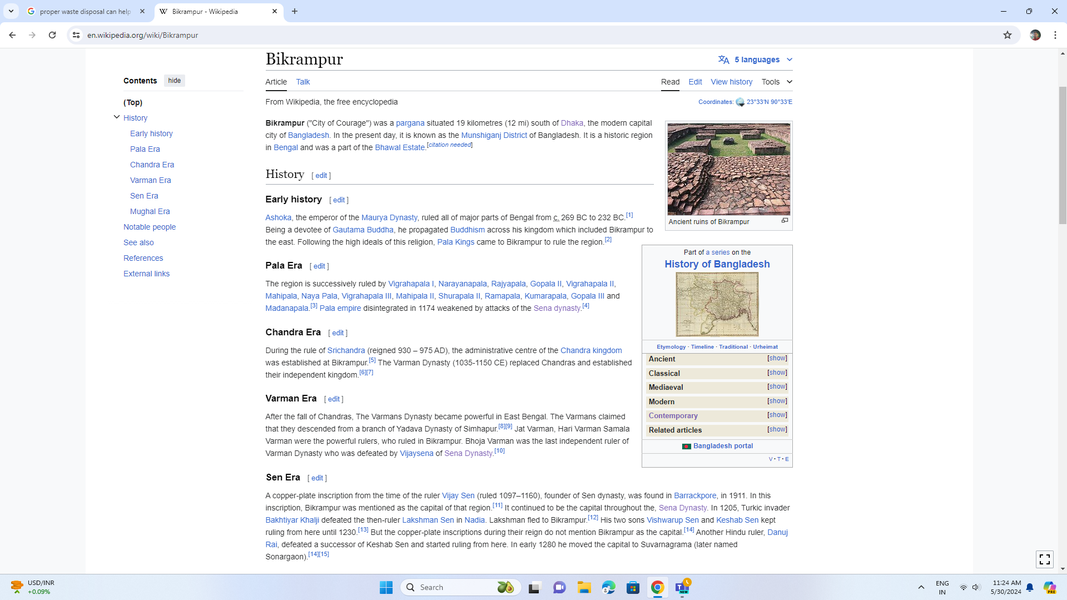 proper waste disposal can help
Bikrampur - Wikipedia
en.wikipedia.org/wiki/Bikrampur
Bikrampur
5 languages
Article Talk Read Edit View history Tools
From Wikipedia, the free encyclopedia
Coordinates: 23°33′N 90°33′E
Contents hide
(Top)
History
Early history
Pala Era
Chandra Era
Varman Era
Sen Era
Mughal Era
Notable people
See also
References
External links
Bikrampur ("City of Courage") was a pargana situated 19 kilometres (12 mi) south of Dhaka, the modern capital
city of Bangladesh. In the present day, it is known as the Munshiganj District of Bangladesh. It is a historic region
in Bengal and was a part of the Bhawal Estate.[citation needed]
History [ edit ]
Early history [ edit ]
Ashoka, the emperor of the Maurya Dynasty, ruled all of major parts of Bengal from c. 269 BC to 232 BC.[1]
Being a devotee of Gautama Buddha, he propagated Buddhism across his kingdom which included Bikrampur to
the east. Following the high ideals of this religion, Pala Kings came to Bikrampur to rule the region.[2]
Pala Era [ edit ]
The region is successively ruled by Vigrahapala I, Narayanapala, Rajyapala, Gopala II, Vigrahapala II,
Mahipala, Naya Pala, Vigrahapala III, Mahipala II, Shurapala II, Ramapala, Kumarapala, Gopala III and
Madanapala.[3] Pala empire disintegrated in 1174 weakened by attacks of the Sena dynasty.[4]
Chandra Era [ edit ]
During the rule of Srichandra (reigned 930 – 975 AD), the administrative centre of the Chandra kingdom
was established at Bikrampur.[5] The Varman Dynasty (1035-1150 CE) replaced Chandras and established
their independent kingdom.[6][7]
Varman Era [ edit ]
After the fall of Chandras, The Varmans Dynasty became powerful in East Bengal. The Varmans claimed
that they descended from a branch of Yadava Dynasty of Simhapur.[8][9] Jat Varman, Hari Varman Samala
Varman were the powerful rulers, who ruled in Bikrampur. Bhoja Varman was the last independent ruler of
Varman Dynasty who was defeated by Vijaysena of Sena Dynasty.[10]
Sen Era [ edit ]
A copper-plate inscription from the time of the ruler Vijay Sen (ruled 1097–1160), founder of Sen dynasty, was found in Barrackpore, in 1911. In this
inscription, Bikrampur was mentioned as the capital of that region.[11] It continued to be the capital throughout the, Sena Dynasty. In 1205, Turkic invader
Bakhtiyar Khalji defeated the then-ruler Lakshman Sen in Nadia. Lakshman fled to Bikrampur.[12] His two sons Vishwarup Sen and Keshab Sen kept
ruling from here until 1230.[13] But the copper-plate inscriptions during their reign do not mention Bikrampur as the capital.[14] Another Hindu ruler, Danuj
Rai, defeated a successor of Keshab Sen and started ruling from here. In early 1280 he moved the capital to Suvarnagrama (later named
Sonargaon).[14][15]
Ancient ruins of Bikrampur
Part of a series on the
History of Bangladesh
Etymology · Timeline · Traditional · Urheimat
Ancient [show]
Classical [show]
Mediaeval [show]
Modern [show]
Contemporary [show]
Related articles [show]
Bangladesh portal
V · T · E
USD/INR
+0.09%
Search
ENG
IN
11:24 AM
5/30/2024